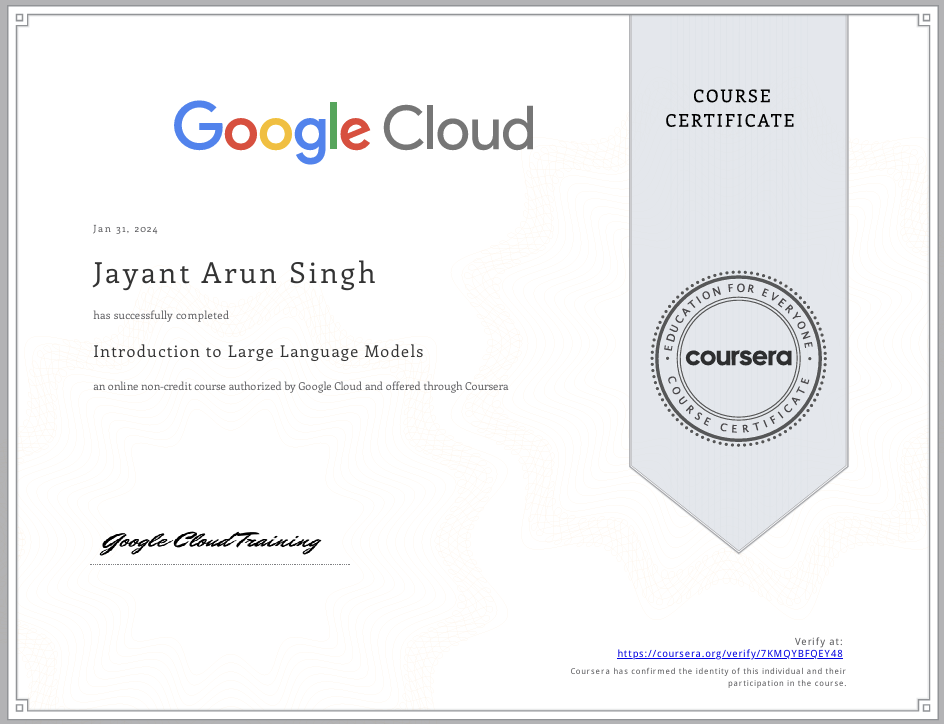 Google Cloud
COURSE
CERTIFICATE
Jan 31, 2024
Jayant Arun Singh
has successfully completed
Introduction to Large Language Models
an online non-credit course authorized by Google Cloud and offered through Coursera
EDUCATION FOR EVERYONE
coursera
COURSE CERTIFICATE
Google Cloud Training
Verify at:
https://coursera.org/verify/7KMQYBFQEY48
Coursera has confirmed the identity of this individual and their
participation in the course.